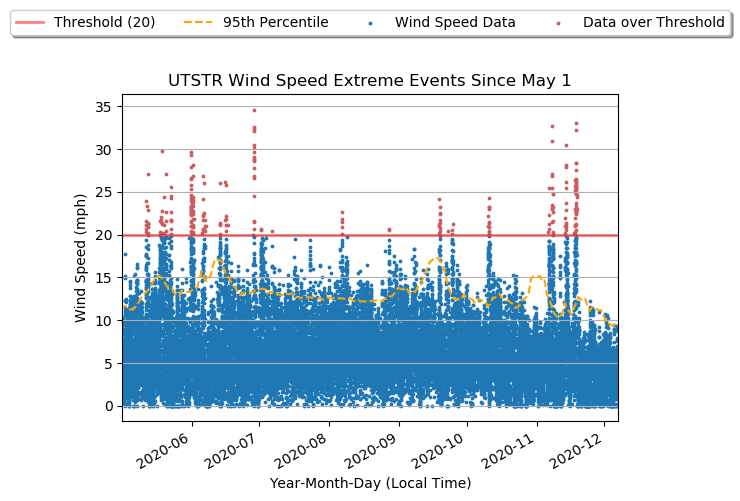 Threshold (20) 95th Percentile Wind Speed Data Data over Threshold
UTSTR Wind Speed Extreme Events Since May 1
Wind Speed (mph)
35
30
25
20
15
10
5
0
2020-06 2020-07 2020-08 2020-09 2020-10 2020-11 2020-12
Year-Month-Day (Local Time)